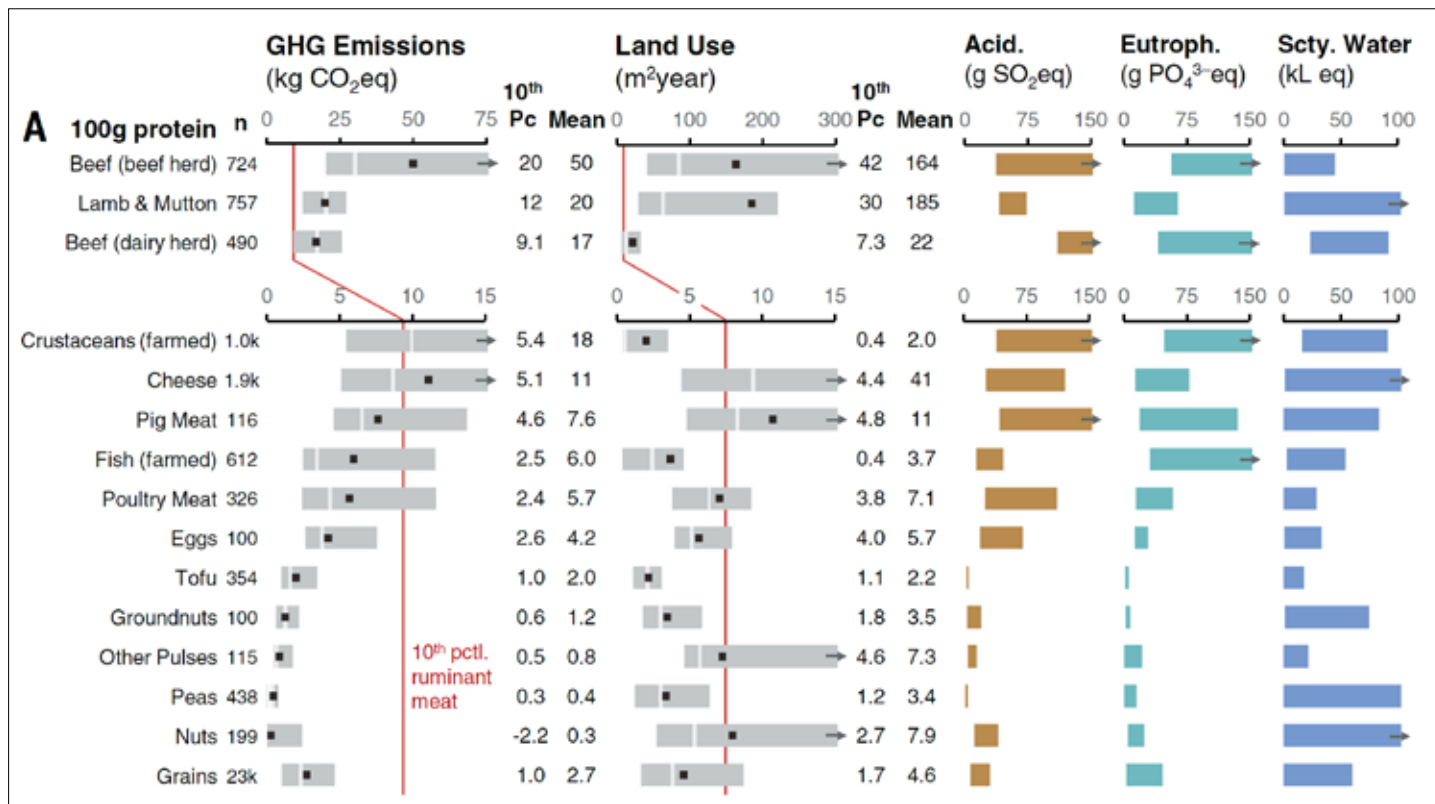 GHG Emissions Land Use Acid. Eutroph. Scty. Water
(kg CO₂eq) (m²year) (g SO₂eq) (g PO₄³⁻eq) (kL eq)
10th 10th
A 100g protein n 0 25 50 75 Pc Mean 0 100 200 300 Pc Mean 0 75 150 0 75 150 0 50 100
Beef (beef herd) 724 20 50 42 164
Lamb & Mutton 757 12 20 30 185
Beef (dairy herd) 490 9.1 17 7.3 22
0 5 10 15 0 5 10 15 0 75 150 0 75 150 0 50 100
Crustaceans (farmed) 1.0k 5.4 18 0.4 2.0
Cheese 1.9k 5.1 11 4.4 41
Pig Meat 116 4.6 7.6 4.8 11
Fish (farmed) 612 2.5 6.0 0.4 3.7
Poultry Meat 326 2.4 5.7 3.8 7.1
Eggs 100 2.6 4.2 4.0 5.7
Tofu 354 1.0 2.0 1.1 2.2
Groundnuts 100 0.6 1.2 1.8 3.5
Other Pulses 115 0.5 0.8 4.6 7.3
Peas 438 0.3 0.4 1.2 3.4
Nuts 199 -2.2 0.3 2.7 7.9
Grains 23k 1.0 2.7 1.7 4.6
10th pctl.
ruminant
meat